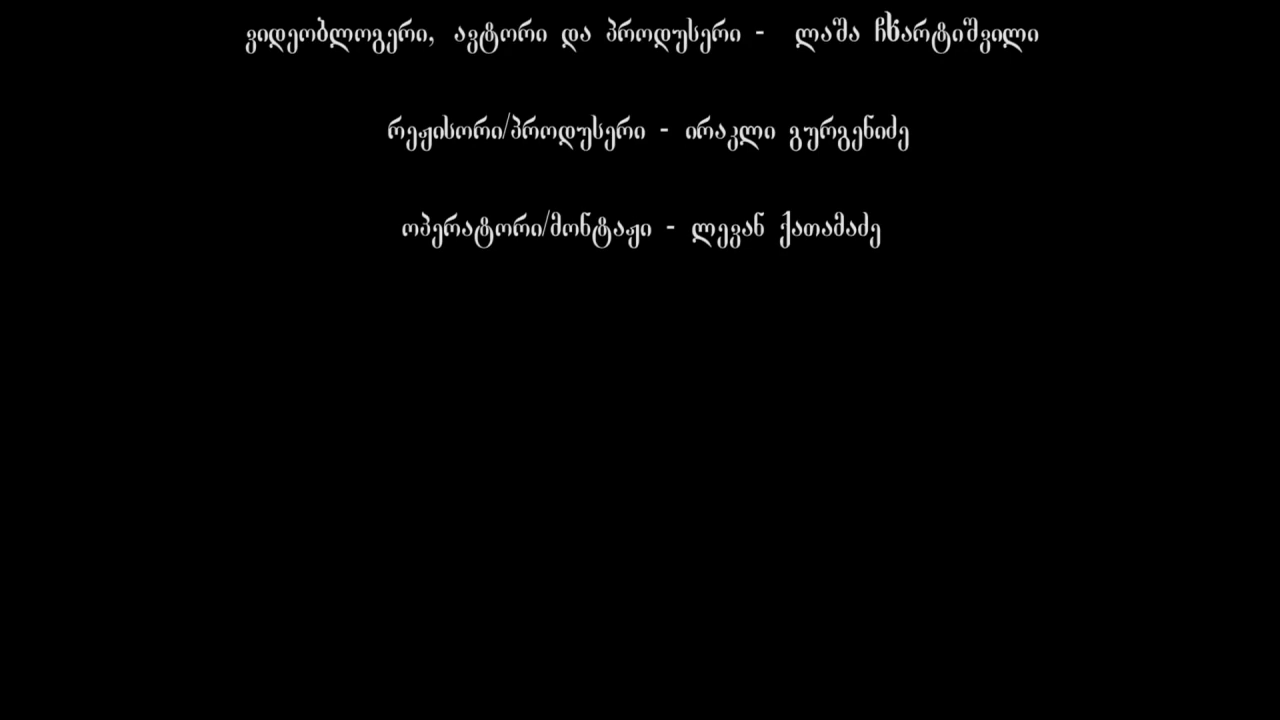 ვიდეობლოგერი, ავტორი და პროდუსერი - ლაშა ჩხარტიშვილი
რეჟისორი/პროდუსერი - ირაკლი გურგენიძე
ოპერატორი/მონტაჟი - ლევან ქათამაძე